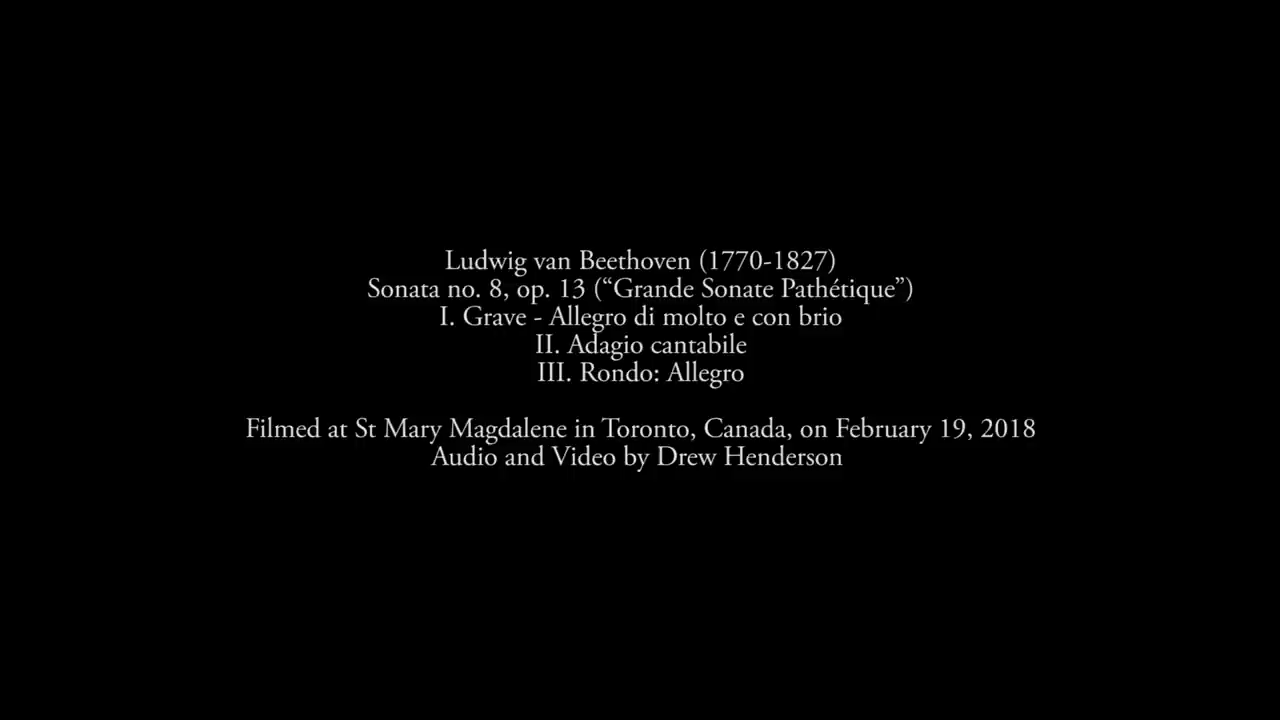 Ludwig van Beethoven (1770-1827)
Sonata no. 8, op. 13 (“Grande Sonate Pathétique”)
I. Grave - Allegro di molto e con brio
II. Adagio cantabile
III. Rondo: Allegro
Filmed at St Mary Magdalene in Toronto, Canada, on February 19, 2018
Audio and Video by Drew Henderson